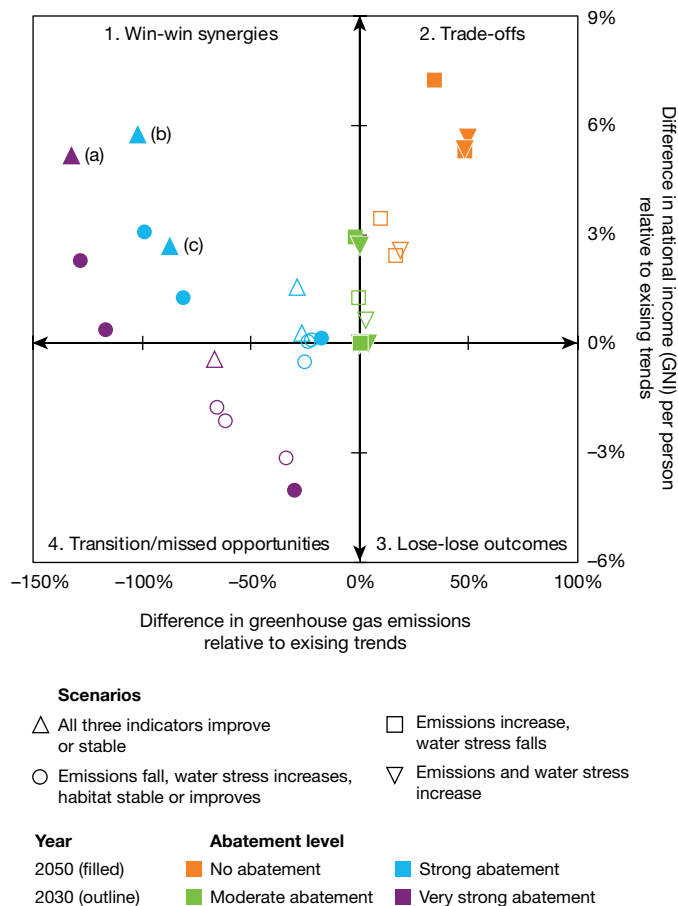 1. Win-win synergies
2. Trade-offs
9%
6%
3%
0%
−3%
−6%
Difference in national income (GNI) per person
relative to exising trends
(a)
(b)
(c)
4. Transition/missed opportunities
3. Lose-lose outcomes
−150%
−100%
−50%
0%
50%
100%
Difference in greenhouse gas emissions
relative to exising trends
Scenarios
All three indicators improve
or stable
Emissions fall, water stress increases,
habitat stable or improves
Emissions increase,
water stress falls
Emissions and water stress
increase
Year
Abatement level
2050 (filled)
No abatement
Strong abatement
2030 (outline)
Moderate abatement
Very strong abatement